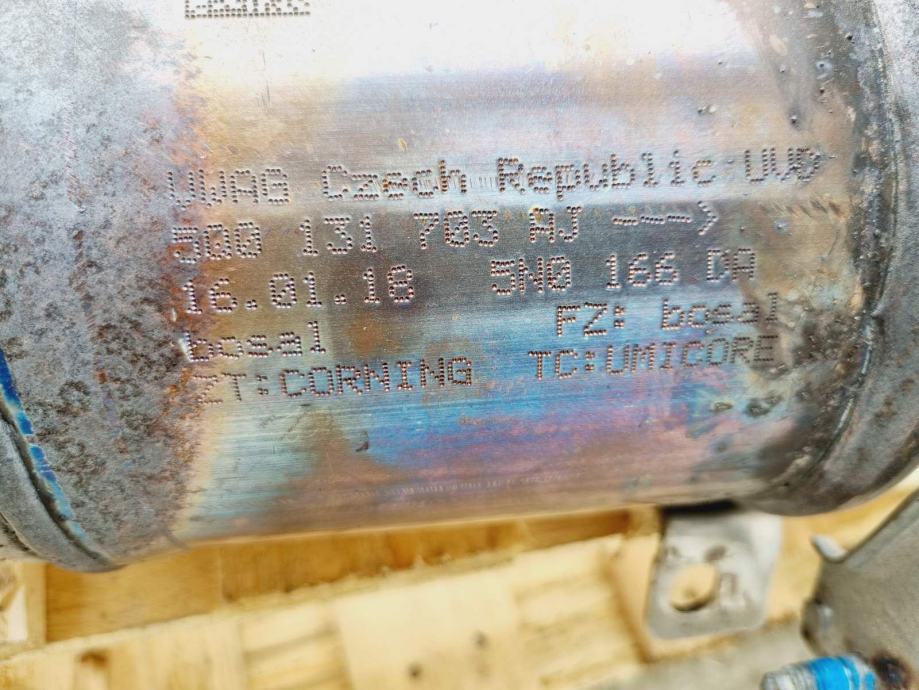 VWAG Czech Republic UVD
5Q0 131 703 AJ --->
16.01.18 5N0 166 DA
bosal FZ: bosal
ZT:CORNING TC:UMICORE